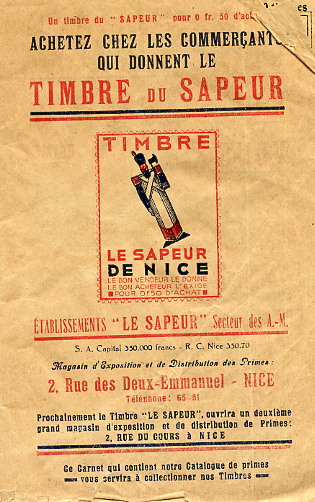 Un timbre du "SAPEUR" pour 0 fr. 50 d'ach
ACHETEZ CHEZ LES COMMERÇANTS
QUI DONNENT LE
TIMBRE DU SAPEUR
TIMBRE
LE SAPEUR
DE NICE
LE BON VENDEUR LE DONNE
LE BON ACHETEUR L'EXIGE
POUR 0F50 D'ACHAT
ÉTABLISSEMENTS "LE SAPEUR" Secteur des A.-M.
S. A. Capital 350.000 francs - R. C. Nice 350.70
Magasin d'Exposition et de Distribution des Primes :
2, Rue des Deux-Emmanuel - NICE
Téléphone : 65-51
Prochainement le Timbre "LE SAPEUR", ouvrira un deuxième
grand magasin d'exposition et de distribution de Primes:
2, RUE DU COURS à NICE
Ce Carnet qui contient notre Catalogue de primes
vous servira à collectionner nos Timbres